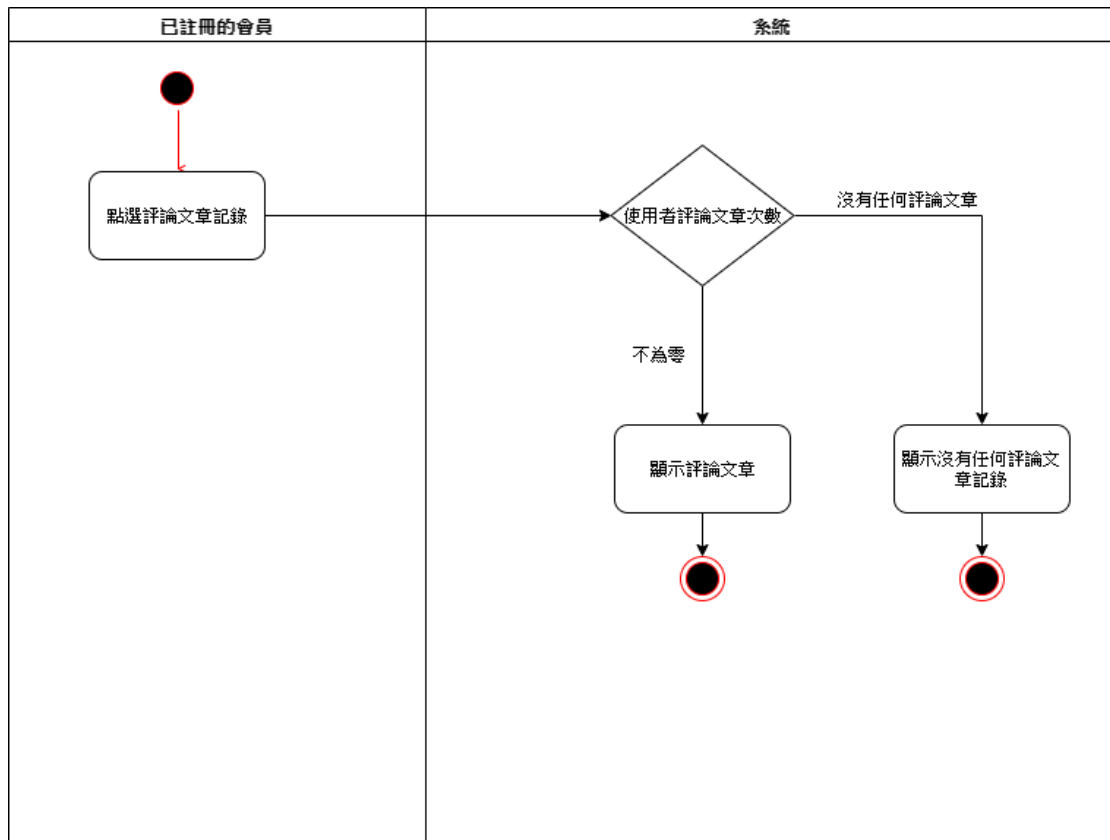 已註冊的會員
系統
點選評論文章記錄
使用者評論文章次數
沒有任何評論文章
不為零
顯示評論文章
顯示沒有任何評論文
章記錄